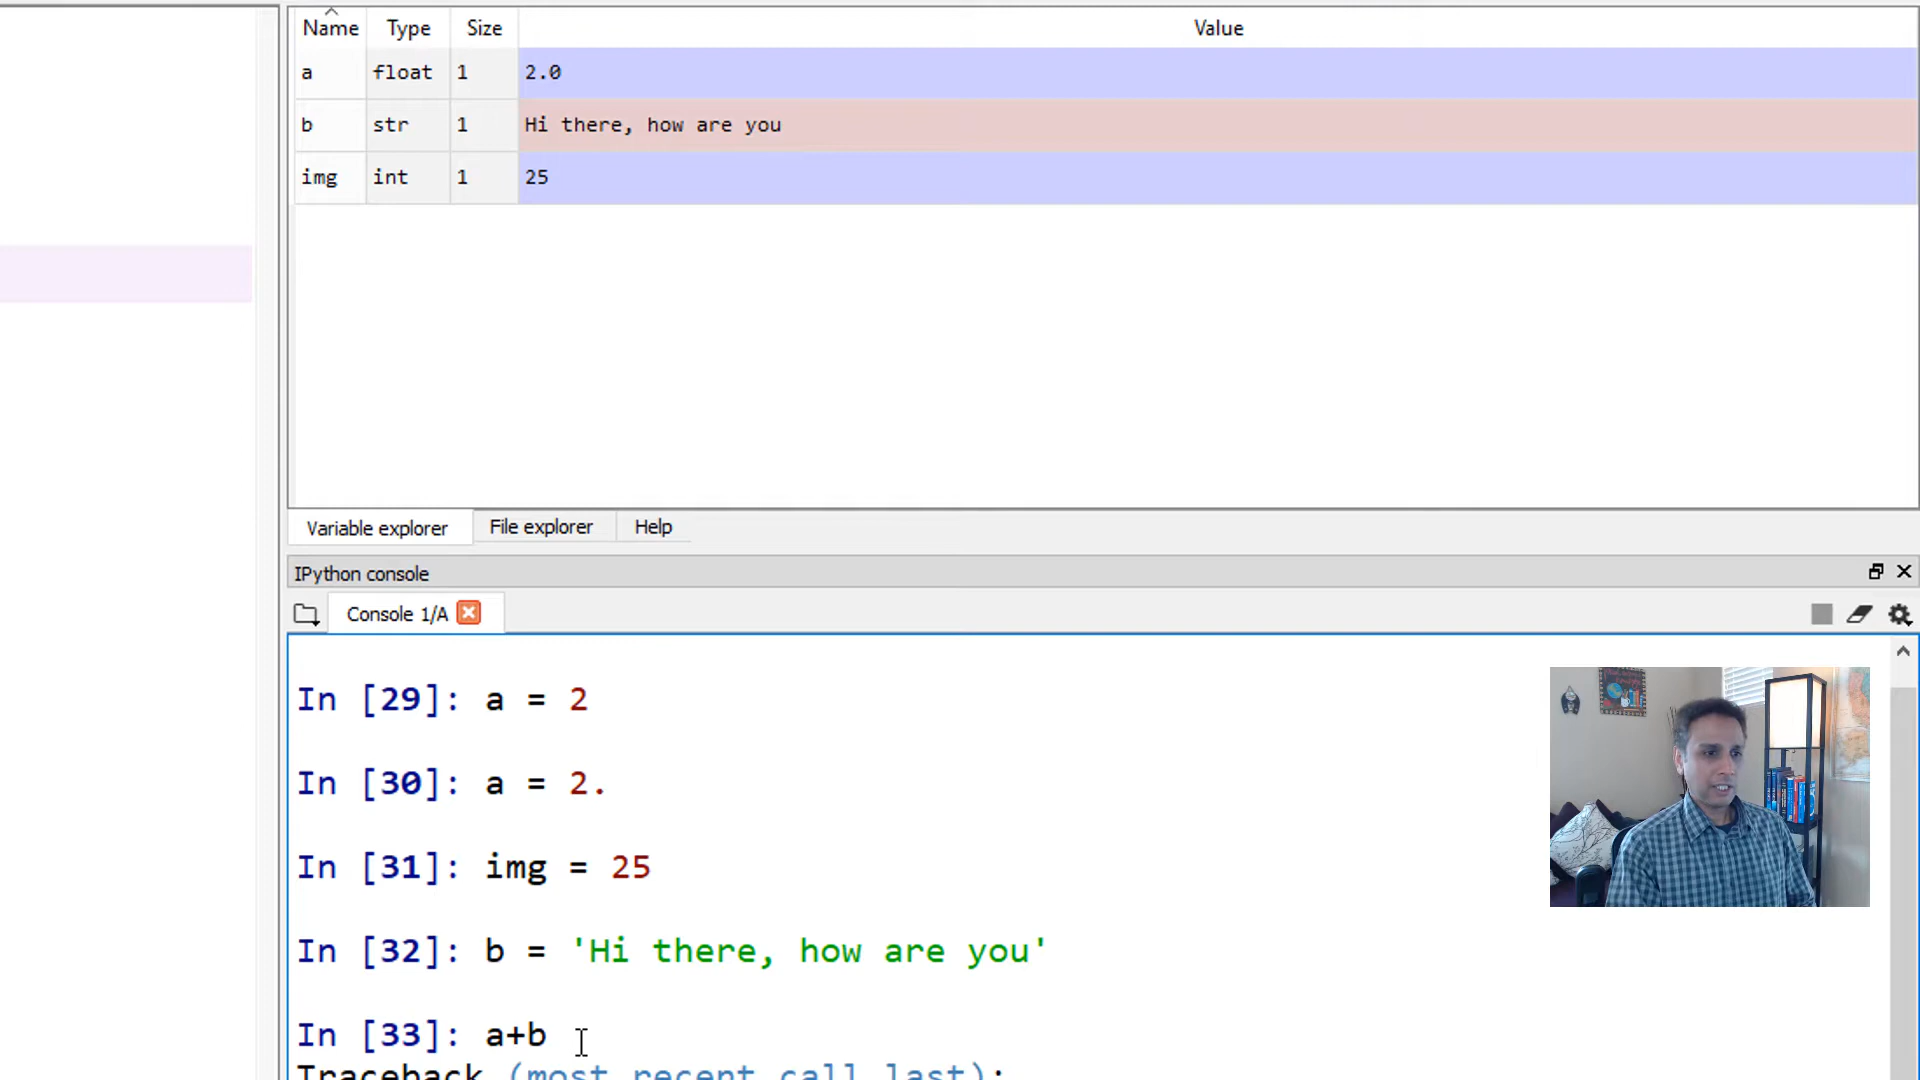 Name Type Size Value
a float 1 2.0
b str 1 Hi there, how are you
img int 1 25
Variable explorer File explorer Help
IPython console
Console 1/A
In [29]: a = 2
In [30]: a = 2.
In [31]: img = 25
In [32]: b = 'Hi there, how are you'
In [33]: a+b
Traceback (most recent call last):